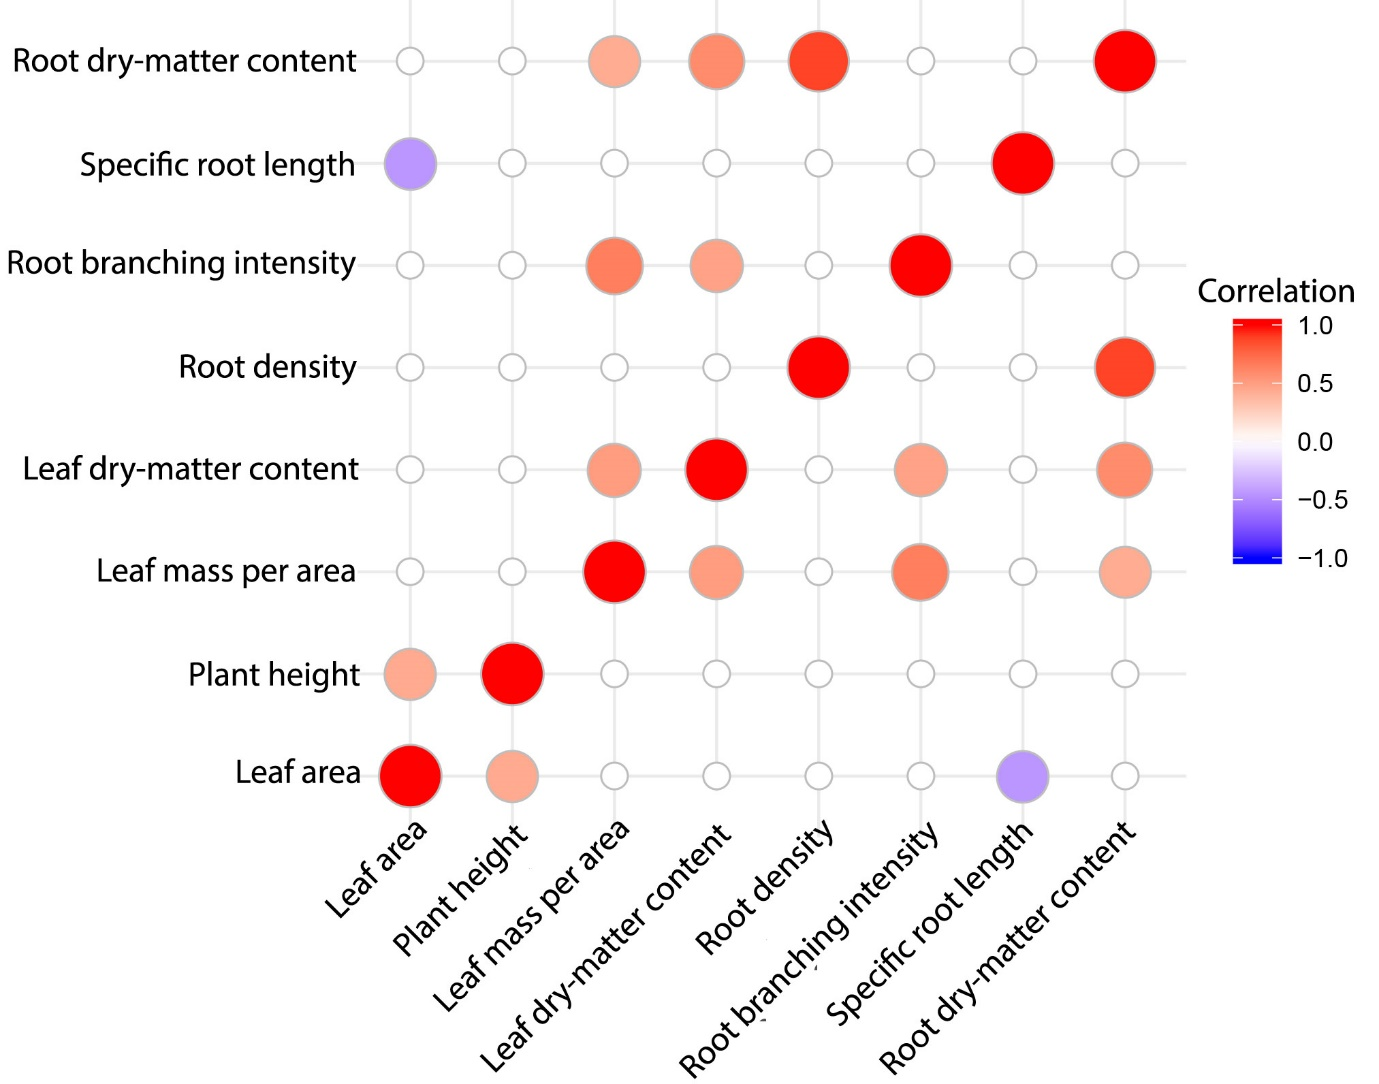 Root dry-matter content
Specific root length
Root branching intensity
Root density
Leaf dry-matter content
Leaf mass per area
Plant height
Leaf area
Leaf area
Plant height
Leaf mass per area
Leaf dry-matter content
Root density
Root branching intensity
Specific root length
Root dry-matter content
Correlation
1.0
0.5
0.0
−0.5
−1.0